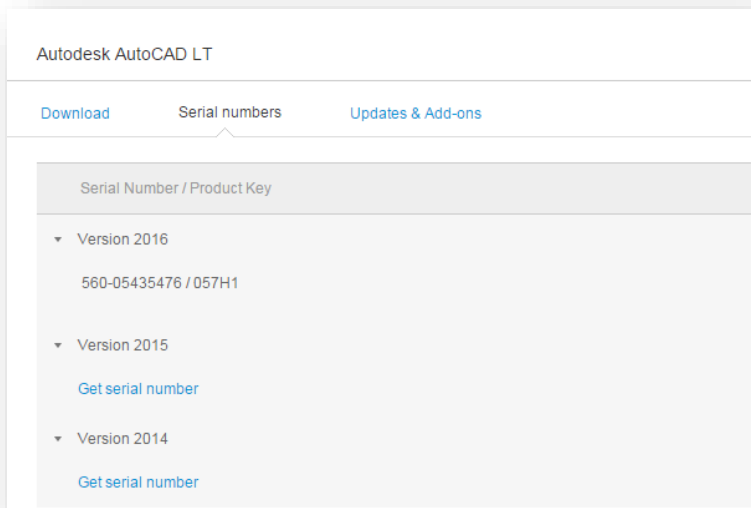 Autodesk AutoCAD LT
Download Serial numbers Updates & Add-ons
Serial Number / Product Key
Version 2016
560-05435476 / 057H1
Version 2015
Get serial number
Version 2014
Get serial number